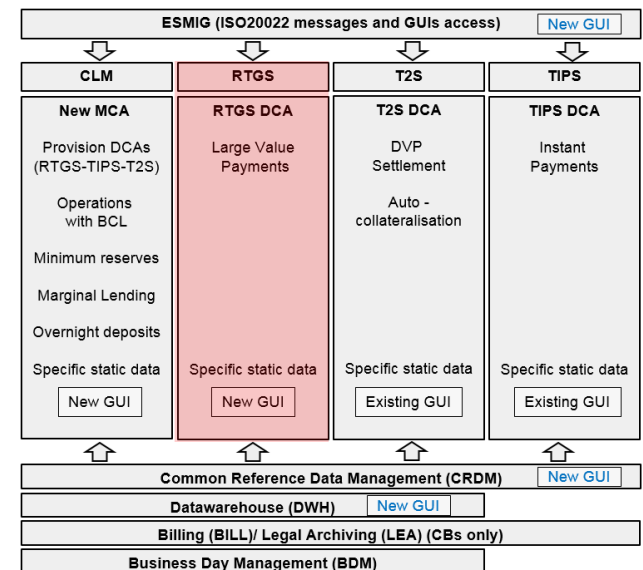 ESMIG (ISO20022 messages and GUIs access)
New GUI
CLM
RTGS
T2S
TIPS
New MCA
Provision DCAs
(RTGS-TIPS-T2S)
Operations
with BCL
Minimum reserves
Marginal Lending
Overnight deposits
Specific static data
New GUI
RTGS DCA
Large Value
Payments
Specific static data
New GUI
T2S DCA
DVP
Settlement
Auto -
collateralisation
Specific static data
Existing GUI
TIPS DCA
Instant
Payments
Specific static data
Existing GUI
Common Reference Data Management (CRDM)
New GUI
Datawarehouse (DWH)
New GUI
Billing (BILL)/ Legal Archiving (LEA) (CBs only)
Business Day Management (BDM)